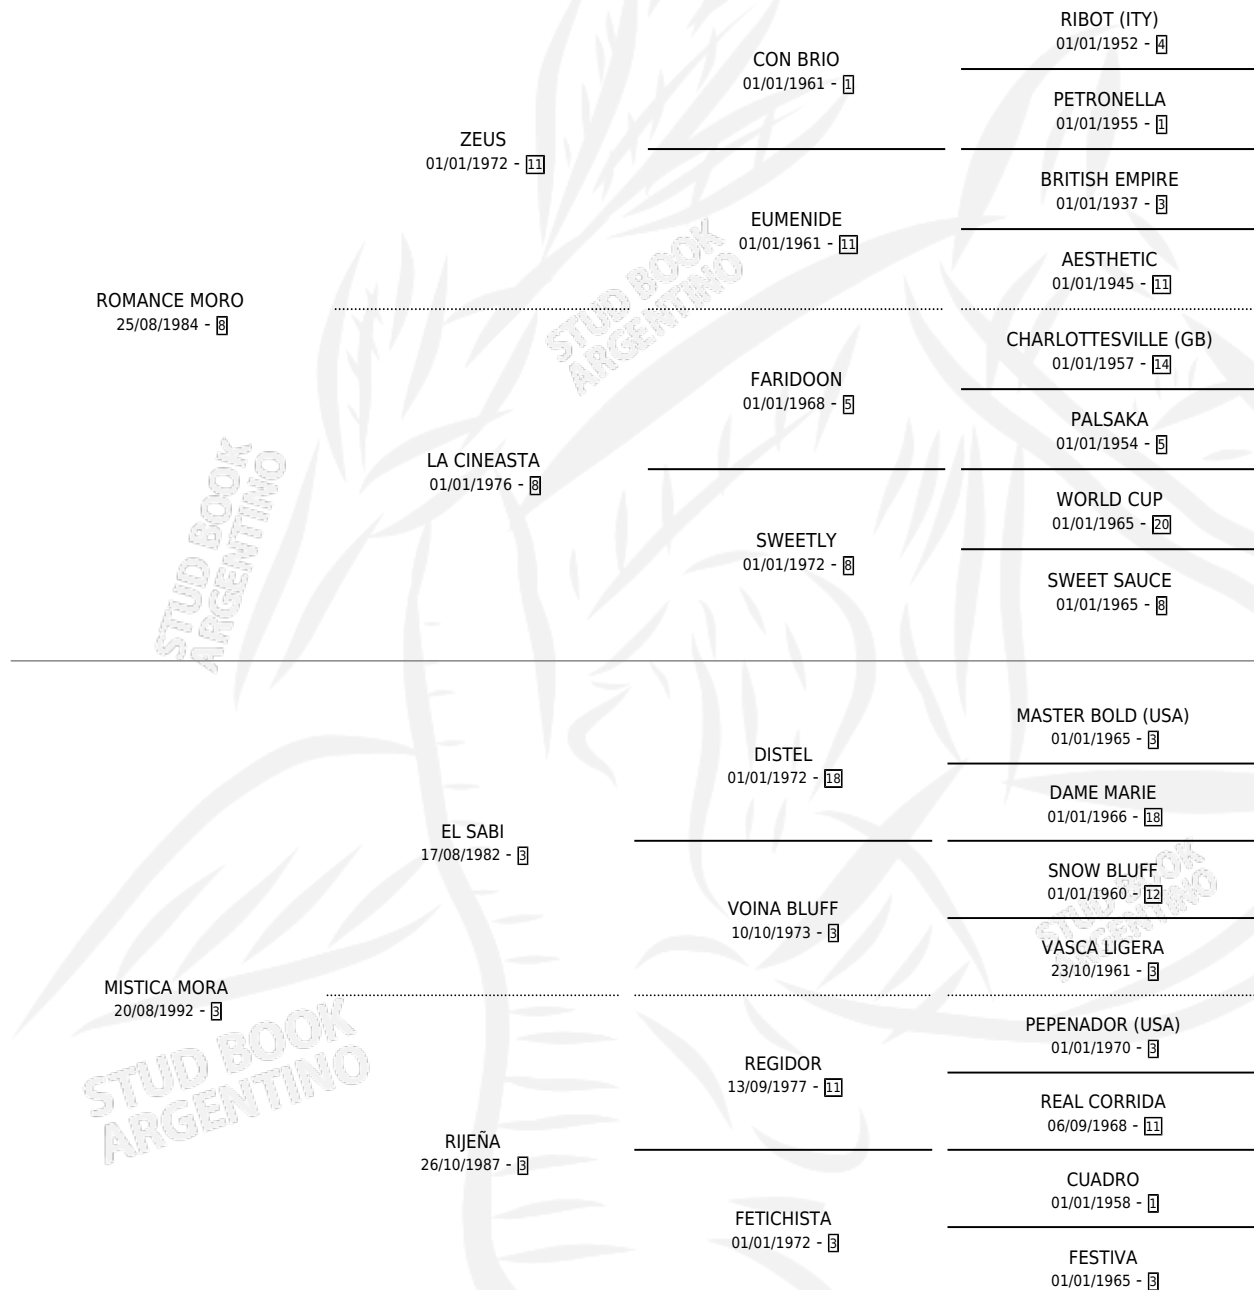 RIBOT (ITY)
01/01/1952 - 4
CON BRIO
01/01/1961 - 1
PETRONELLA
01/01/1955 - 1
ZEUS
01/01/1972 - 11
BRITISH EMPIRE
01/01/1937 - 3
EUMENIDE
01/01/1961 - 11
AESTHETIC
01/01/1945 - 11
ROMANCE MORO
25/08/1984 - 8
CHARLOTTESVILLE (GB)
01/01/1957 - 14
FARIDOON
01/01/1968 - 5
PALSAKA
01/01/1954 - 5
LA CINEASTA
01/01/1976 - 8
WORLD CUP
01/01/1965 - 20
SWEETLY
01/01/1972 - 8
SWEET SAUCE
01/01/1965 - 8
STUD BOOK
ARGENTINO
STUD BOOK
ARGENTINO
MASTER BOLD (USA)
01/01/1965 - 3
DISTEL
01/01/1972 - 18
DAME MARIE
01/01/1966 - 18
EL SABI
17/08/1982 - 3
SNOW BLUFF
01/01/1960 - 12
VOINA BLUFF
10/10/1973 - 3
VASCA LIGERA
23/10/1961 - 3
STUD BOOK
ARGENTINO
MISTICA MORA
20/08/1992 - 3
PEPENADOR (USA)
01/01/1970 - 3
REGIDOR
13/09/1977 - 11
REAL CORRIDA
06/09/1968 - 11
STUD BOOK
ARGENTINO
RIJEÑA
26/10/1987 - 3
CUADRO
01/01/1958 - 1
FETICHISTA
01/01/1972 - 3
FESTIVA
01/01/1965 - 3